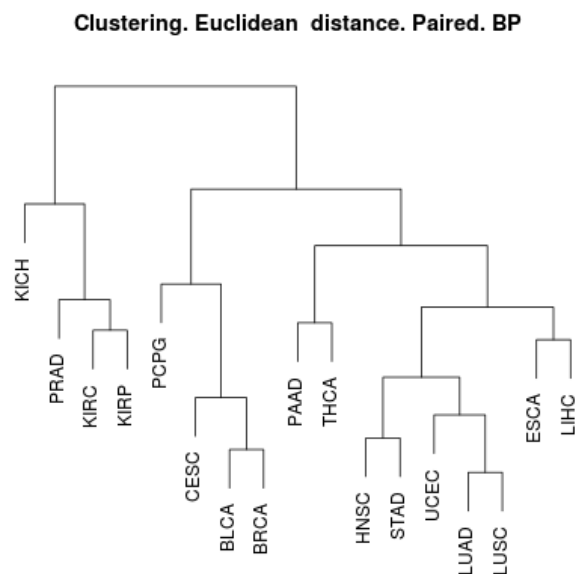 Clustering. Euclidean distance. Paired. BP
KICH
PRAD
KIRC
KIRP
PCPG
CESC
BLCA
BRCA
PAAD
THCA
HNSC
STAD
UCEC
LUAD
LUSC
ESCA
LIHC